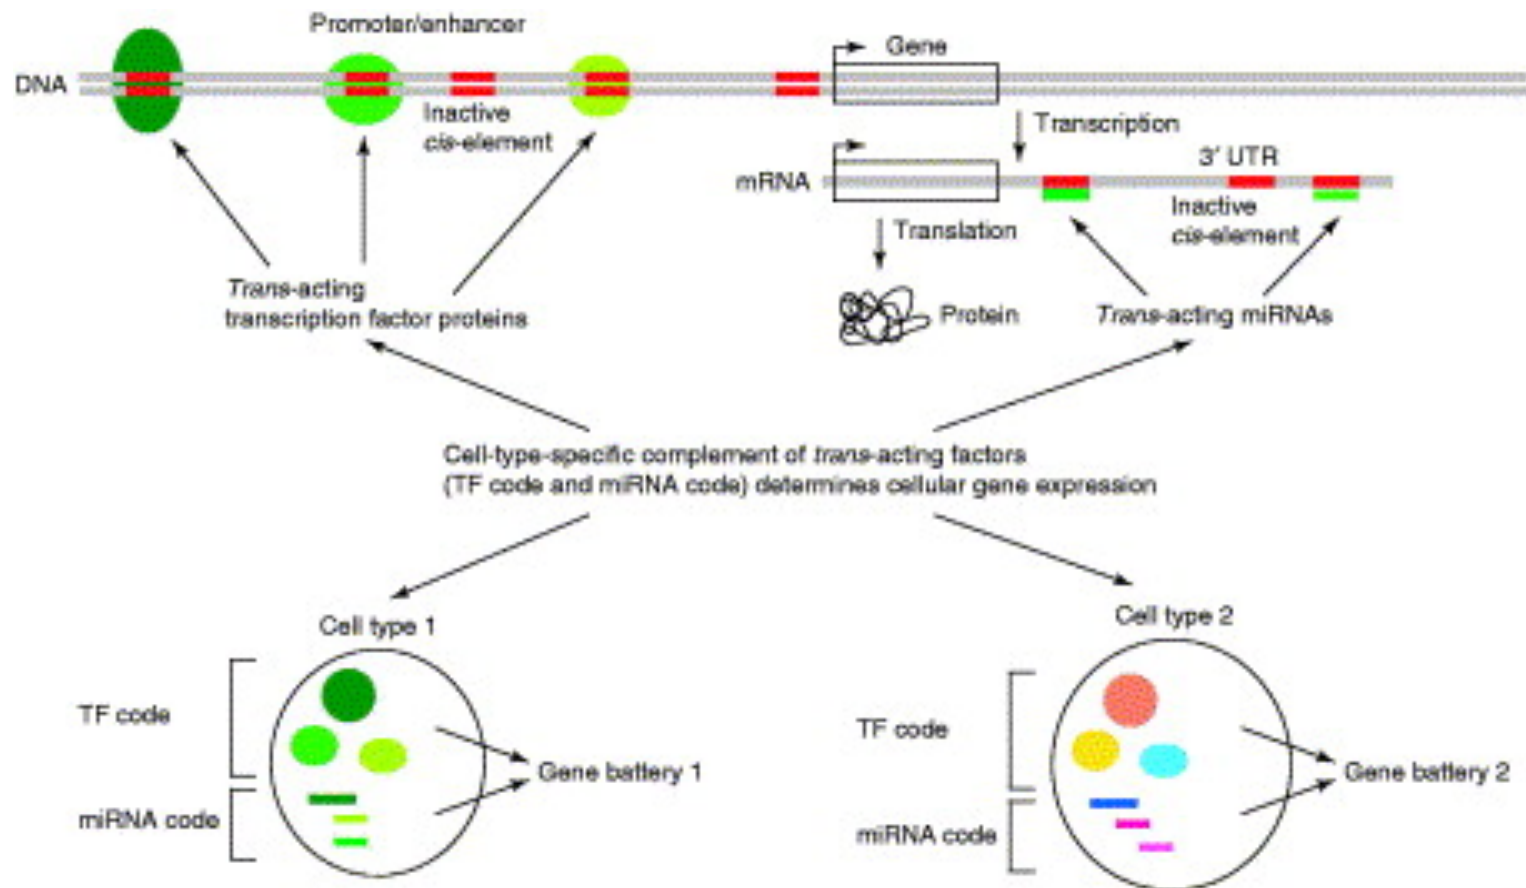 Promoter/enhancer
Gene
DNA
Inactive
cis-element
Transcription
3' UTR
mRNA
Inactive
cis-element
Translation
Trans-acting
transcription factor proteins
Protein
Trans-acting miRNAs
Cell-type-specific complement of trans-acting factors
(TF code and miRNA code) determines cellular gene expression
Cell type 1
TF code
Gene battery 1
miRNA code
Cell type 2
TF code
Gene battery 2
miRNA code